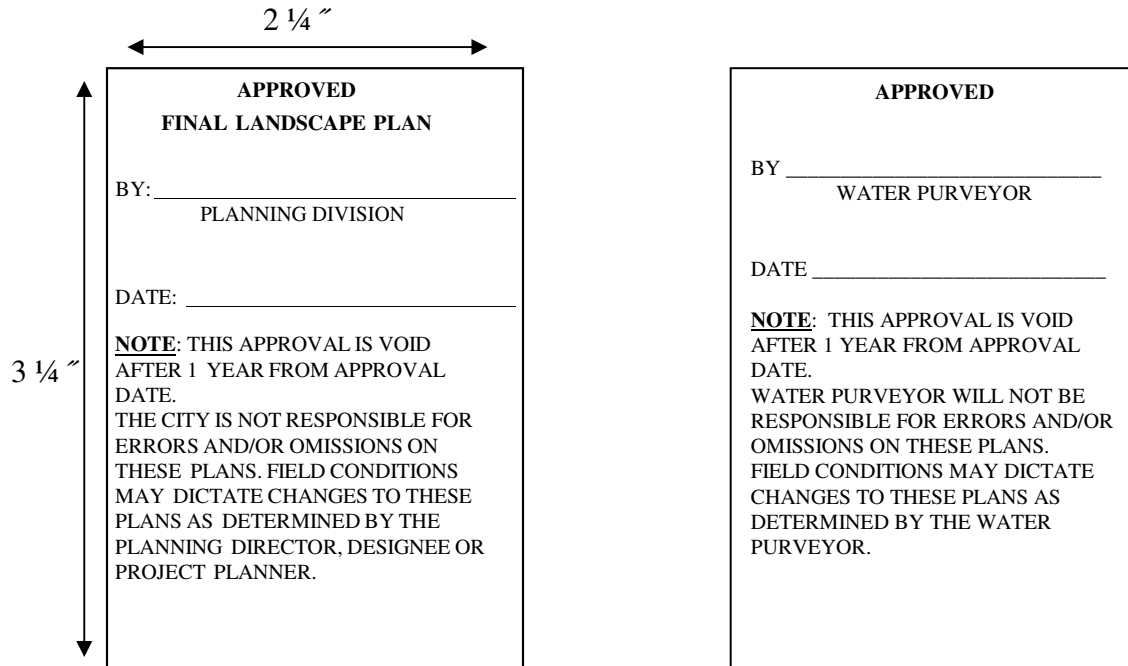 2 ¼ ″
APPROVED
FINAL LANDSCAPE PLAN
BY:
PLANNING DIVISION
DATE:
NOTE: THIS APPROVAL IS VOID
AFTER 1 YEAR FROM APPROVAL
DATE.
THE CITY IS NOT RESPONSIBLE FOR
ERRORS AND/OR OMISSIONS ON
THESE PLANS. FIELD CONDITIONS
MAY DICTATE CHANGES TO THESE
PLANS AS DETERMINED BY THE
PLANNING DIRECTOR, DESIGNEE OR
PROJECT PLANNER.
3 ¼ ″
APPROVED
BY ______________________________
WATER PURVEYOR
DATE ____________________________
NOTE: THIS APPROVAL IS VOID
AFTER 1 YEAR FROM APPROVAL
DATE.
WATER PURVEYOR WILL NOT BE
RESPONSIBLE FOR ERRORS AND/OR
OMISSIONS ON THESE PLANS.
FIELD CONDITIONS MAY DICTATE
CHANGES TO THESE PLANS AS
DETERMINED BY THE WATER
PURVEYOR.